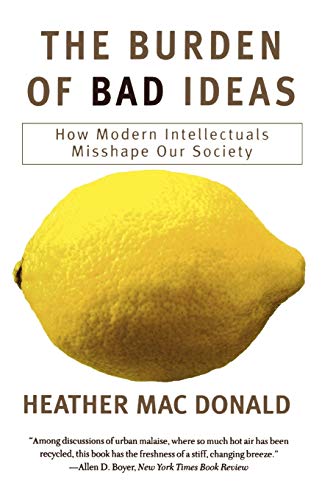 THE BURDEN
OF BAD IDEAS
How Modern Intellectuals
Misshape Our Society
HEATHER MAC DONALD
"Among discussions of urban malaise, where so much hot air has been
recycled, this book has the freshness of a stiff, changing breeze."
—Allen D. Boyer, New York Times Book Review